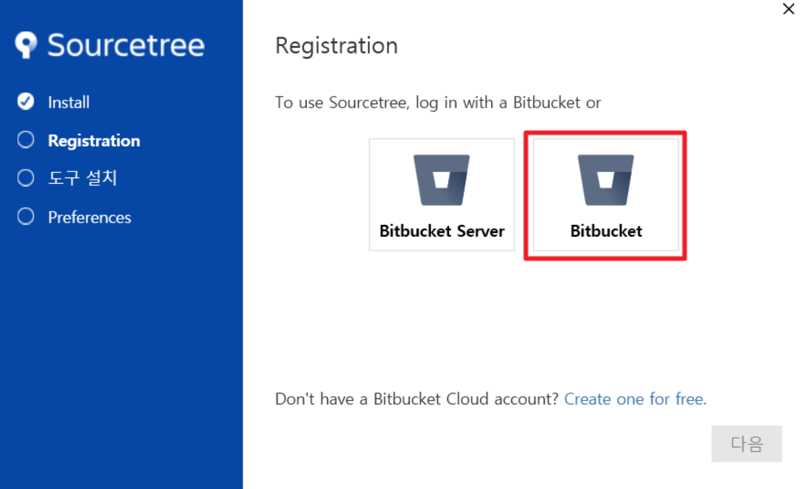 Sourcetree
Install
Registration
도구 설치
Preferences
Registration
To use Sourcetree, log in with a Bitbucket or
Bitbucket Server
Bitbucket
Don't have a Bitbucket Cloud account? Create one for free.
다음